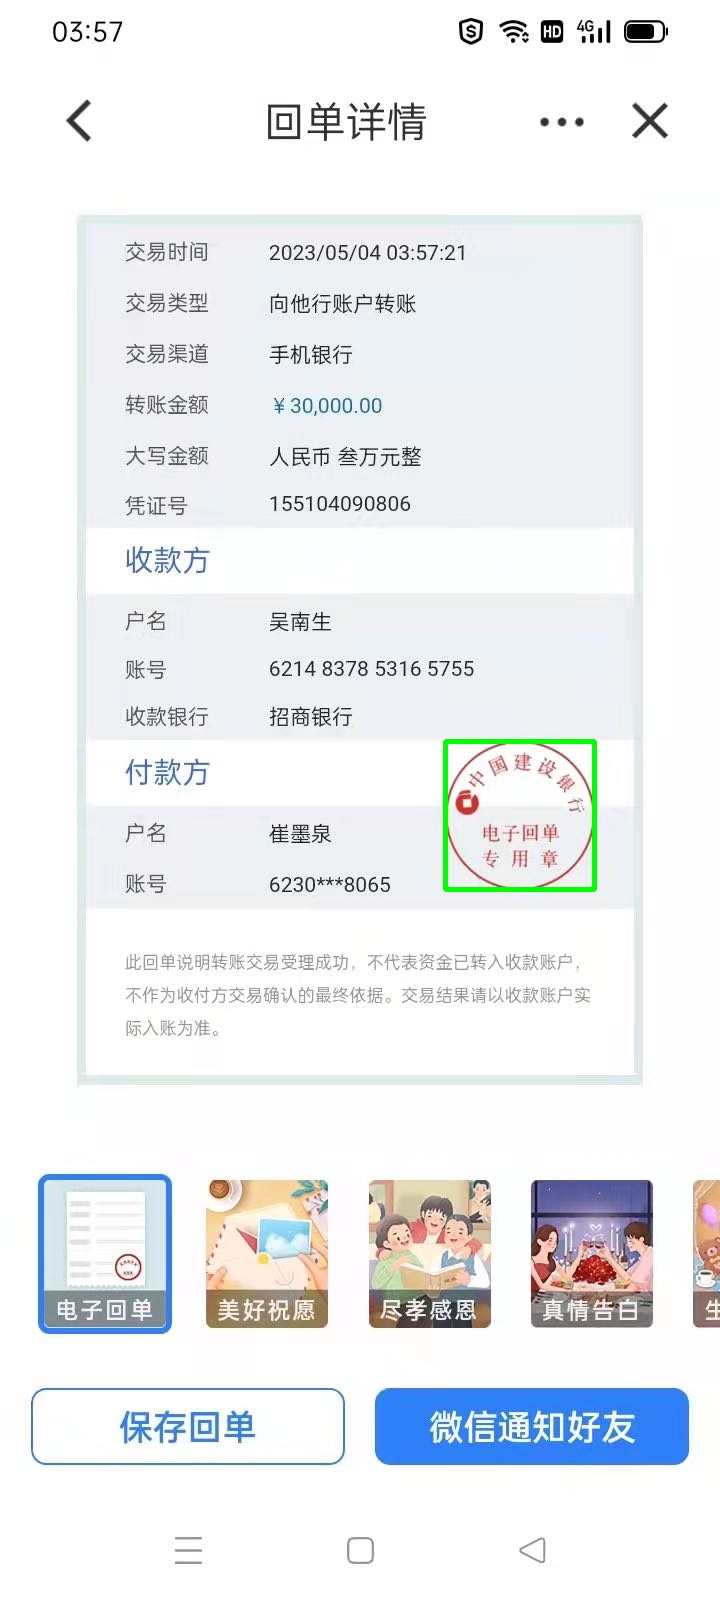 03:57 HD 4G
回单详情
交易时间 2023/05/04 03:57:21
交易类型 向他行账户转账
交易渠道 手机银行
转账金额 ¥30,000.00
大写金额 人民币 叁万元整
凭证号 155104090806
收款方
户名 吴南生
账号 6214 8378 5316 5755
收款银行 招商银行
付款方
中国建设银行
电子回单
专用章
户名 崔墨泉
账号 6230***8065
此回单说明转账交易受理成功，不代表资金已转入收款账户，
不作为收付方交易确认的最终依据。交易结果请以收款账户实
际入账为准。
电子回单 美好祝愿 尽孝感恩 真情告白 生
保存回单 微信通知好友